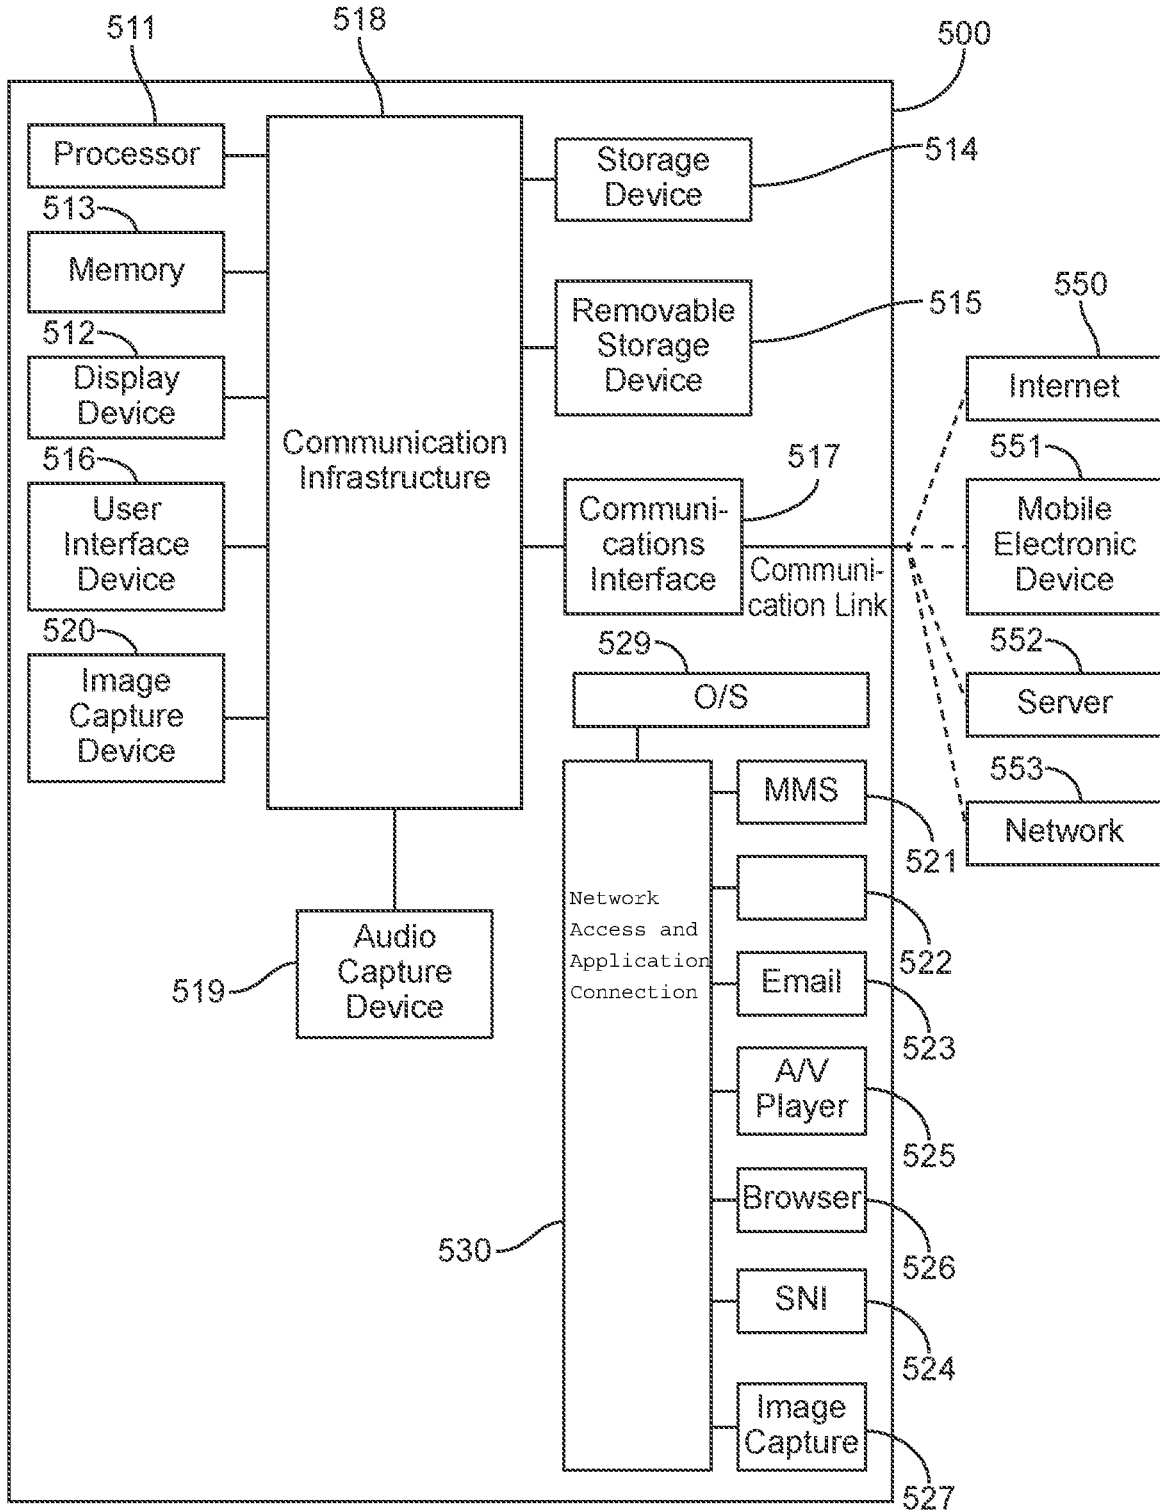 518
500
511
Processor
Storage
Device
514
513
Memory
Removable
Storage
Device
515
550
Internet
512
Display
Device
Communication
Infrastructure
516
User
Interface
Device
517
Communi-
cations
Interface
Communi-
cation Link
551
Mobile
Electronic
Device
520
Image
Capture
Device
529
O/S
552
Server
553
Network
MMS
521
522
Network
Access and
Application
Connection
Audio
Capture
Device
519
Email
523
A/V
Player
525
Browser
526
530
SNI
524
Image
Capture
527